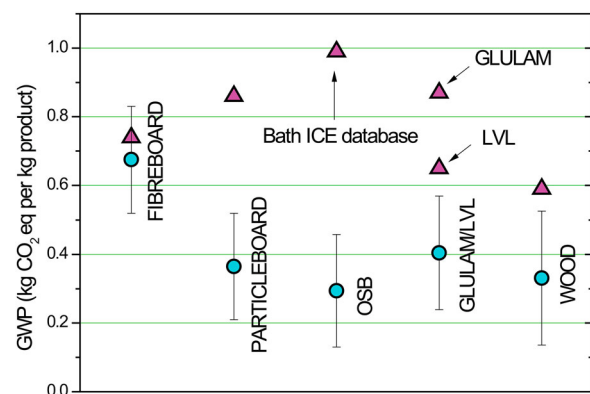 GWP (kg CO₂ eq per kg product)
1.0
0.8
0.6
0.4
0.2
0.0
FIBREBOARD
PARTICLEBOARD
Bath ICE database
OSB
GLULAM
LVL
GLULAM/LVL
WOOD